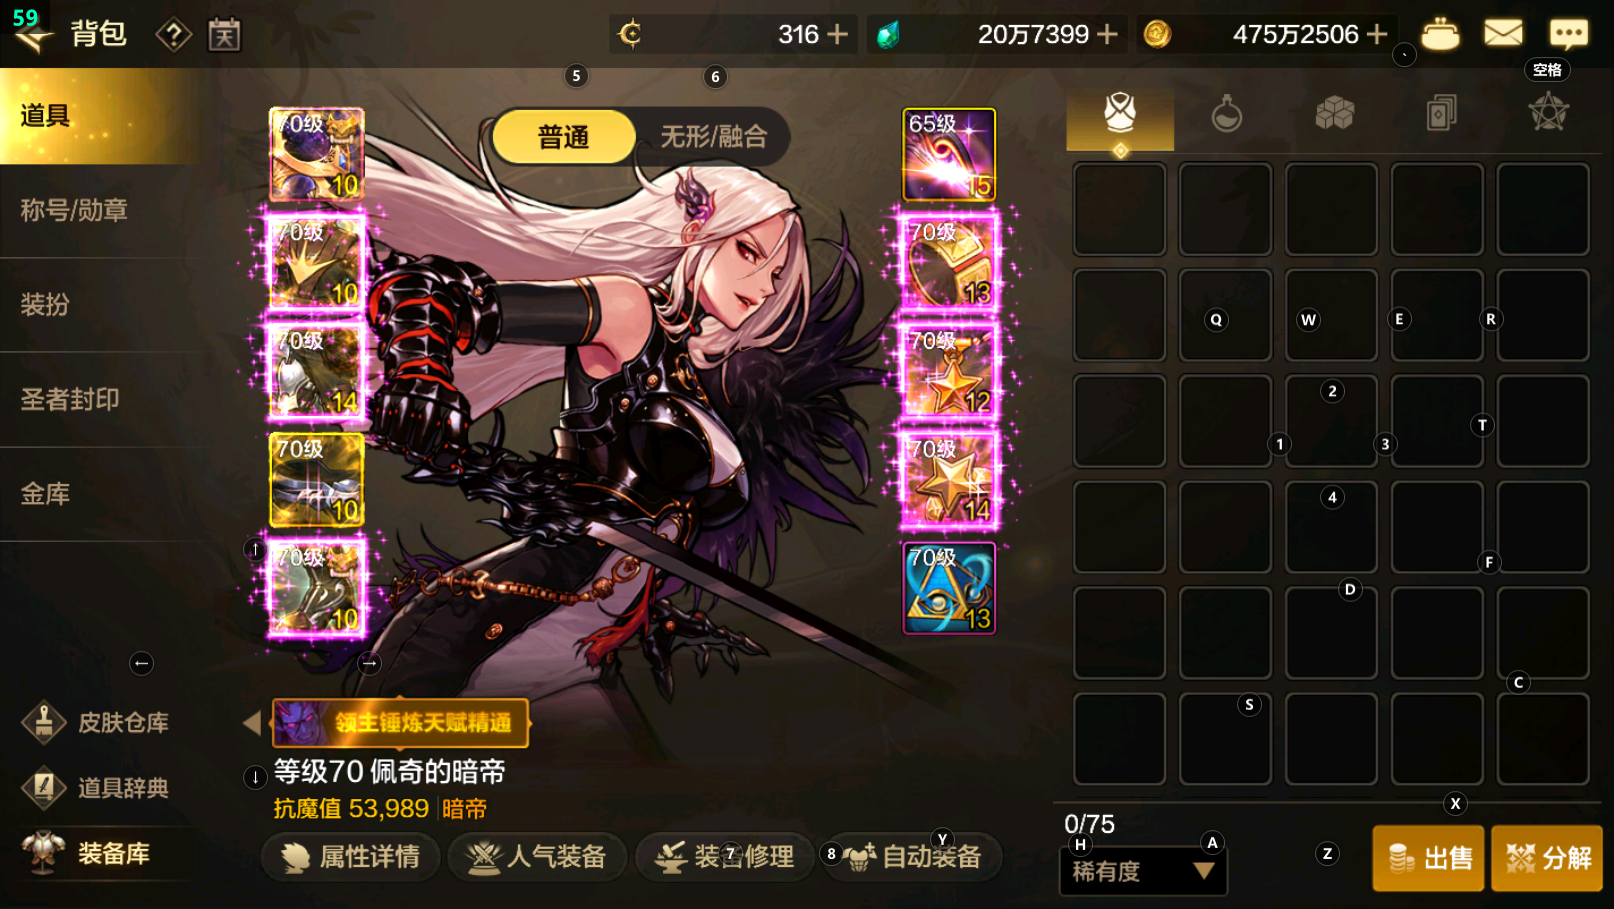 59
背包
316
20万7399
475万2506
、
空格
5
6
道具
称号/勋章
装扮
圣者封印
金库
普通
无形/融合
70级
10
70级
10
70级
14
70级
10
70级
10
65级
15
70级
13
70级
12
70级
14
70级
13
Q
W
E
R
2
1
3
T
4
F
D
C
S
↑
←
→
↓
皮肤仓库
道具辞典
装备库
领主锤炼天赋精通
等级70 佩奇的暗帝
抗魔值 53,989 暗帝
属性详情
人气装备
7
装备修理
8
Y
自动装备
0/75
H
A
稀有度
Z
X
出售
分解